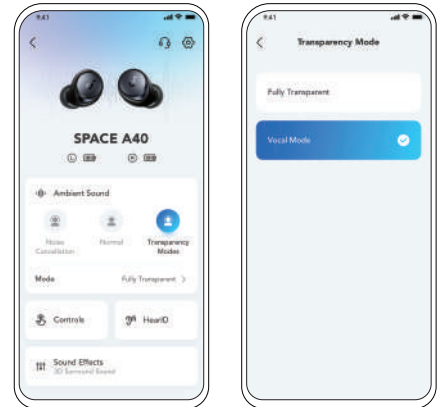 9:41
SPACE A40
L
R
Ambient Sound
Noise Cancellation
Normal
Transparency Modes
Mode
Fully Transparent >
Controls
HearID
Sound Effects
3D Surround Sound
9:41
Transparency Mode
Fully Transparent
Vocal Mode